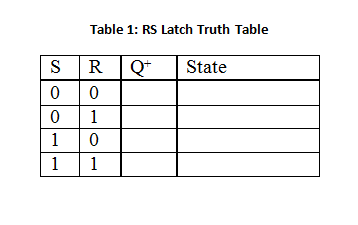 Table 1: RS Latch Truth Table
S R Q+ State
0 0
0 1
1 0
1 1